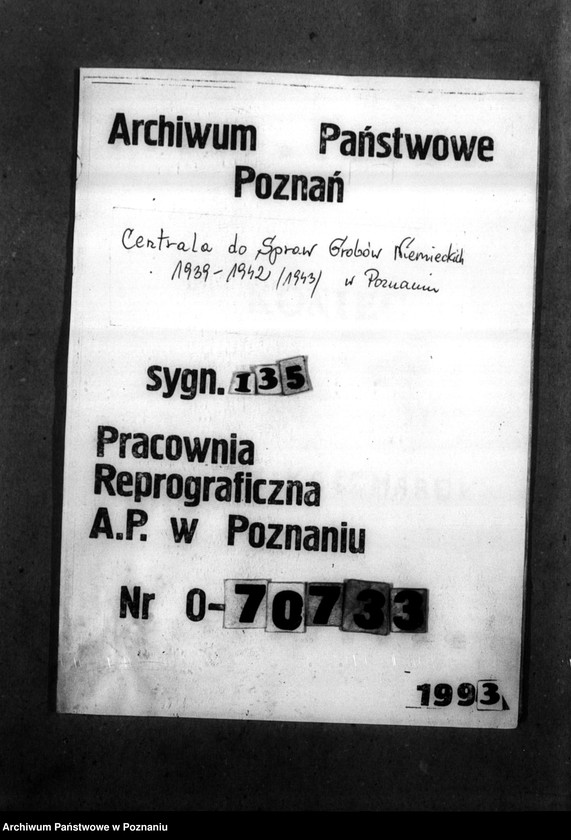 Archiwum Państwowe
Poznań
Centrala do Spraw Grobów Niemieckich
1939-1942 /1943/ w Poznaniu
sygn. 135
Pracownia
Reprograficzna
A.P. w Poznaniu
Nr 0-70733
1993
Archiwum Państwowe w Poznaniu